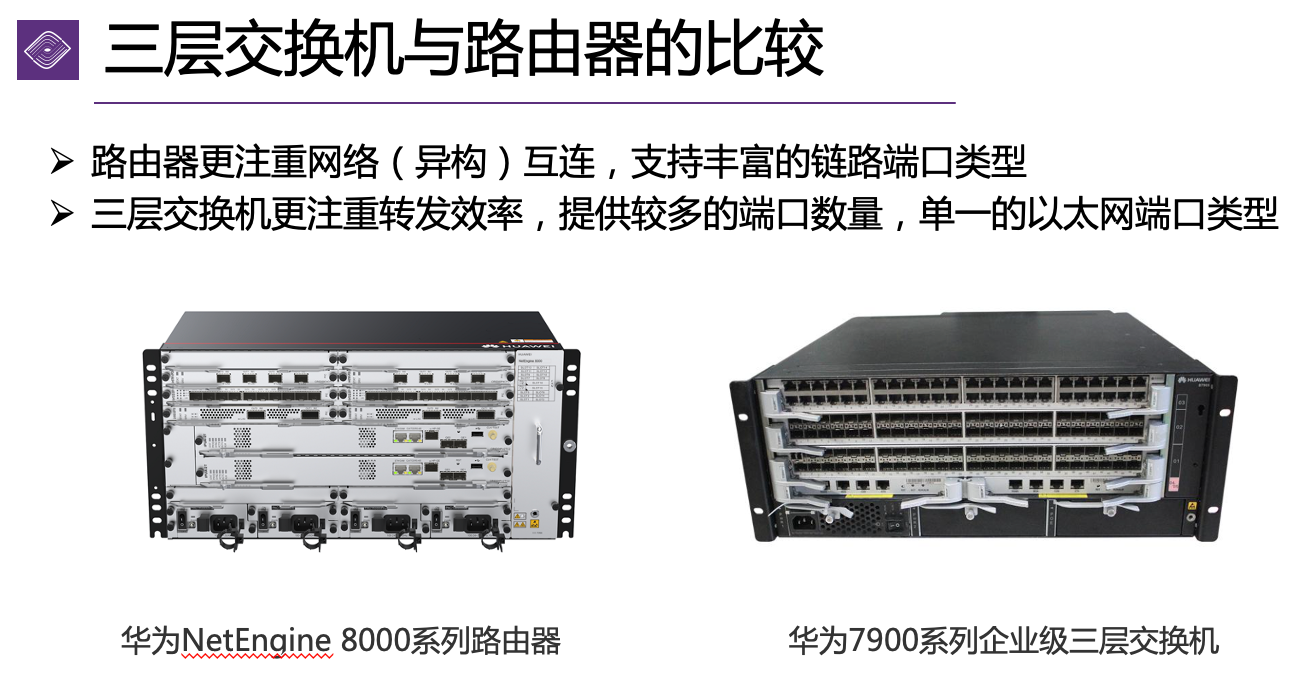 三层交换机与路由器的比较
路由器更注重网络（异构）互连，支持丰富的链路端口类型
三层交换机更注重转发效率，提供较多的端口数量，单一的以太网端口类型
HUAWEI
HUAWEI
华为NetEngine 8000系列路由器
华为7900系列企业级三层交换机